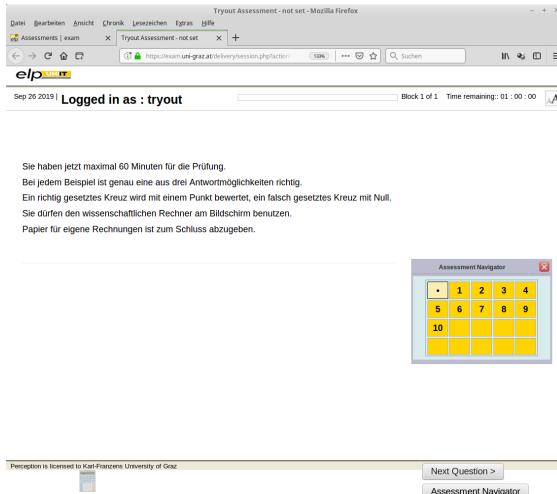 Tryout Assessment - not set - Mozilla Firefox
Datei Bearbeiten Ansicht Chronik Lesezeichen Extras Hilfe
Assessments | exam × Tryout Assessment - not set × +
https://exam.uni-graz.at/delivery/session.php?action Suchen
elp UNI IT
Sep 26 2019 | Logged in as : tryout Block 1 of 1 Time remaining:: 01 : 00 : 00 AA
Sie haben jetzt maximal 60 Minuten für die Prüfung.
Bei jedem Beispiel ist genau eine aus drei Antwortmöglichkeiten richtig.
Ein richtig gesetztes Kreuz wird mit einem Punkt bewertet, ein falsch gesetztes Kreuz mit Null.
Sie dürfen den wissenschaftlichen Rechner am Bildschirm benutzen.
Papier für eigene Rechnungen ist zum Schluss abzugeben.
Assessment Navigator
• 1 2 3 4
5 6 7 8 9
10
Perception is licensed to Karl-Franzens University of Graz
Next Question >
Assessment Navigator